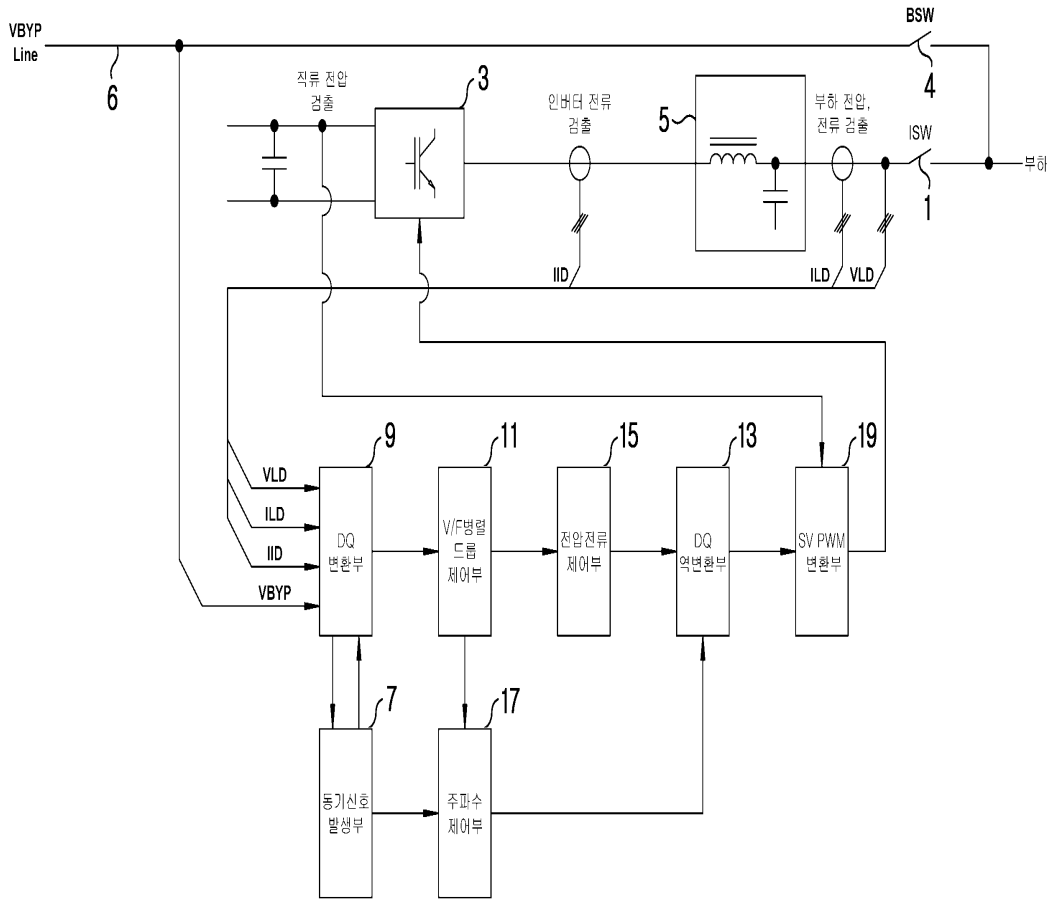 VBYP
Line
6
BSW
4
직류 전압
검출
3
인버터 전류
검출
5
부하 전압,
전류 검출
ISW
1
부하
IID
ILD
VLD
9
11
15
13
19
VLD
ILD
IID
VBYP
DQ
변환부
V/F병렬
드룹
제어부
전압전류
제어부
DQ
역변환부
SV PWM
변환부
7
17
동기신호
발생부
주파수
제어부